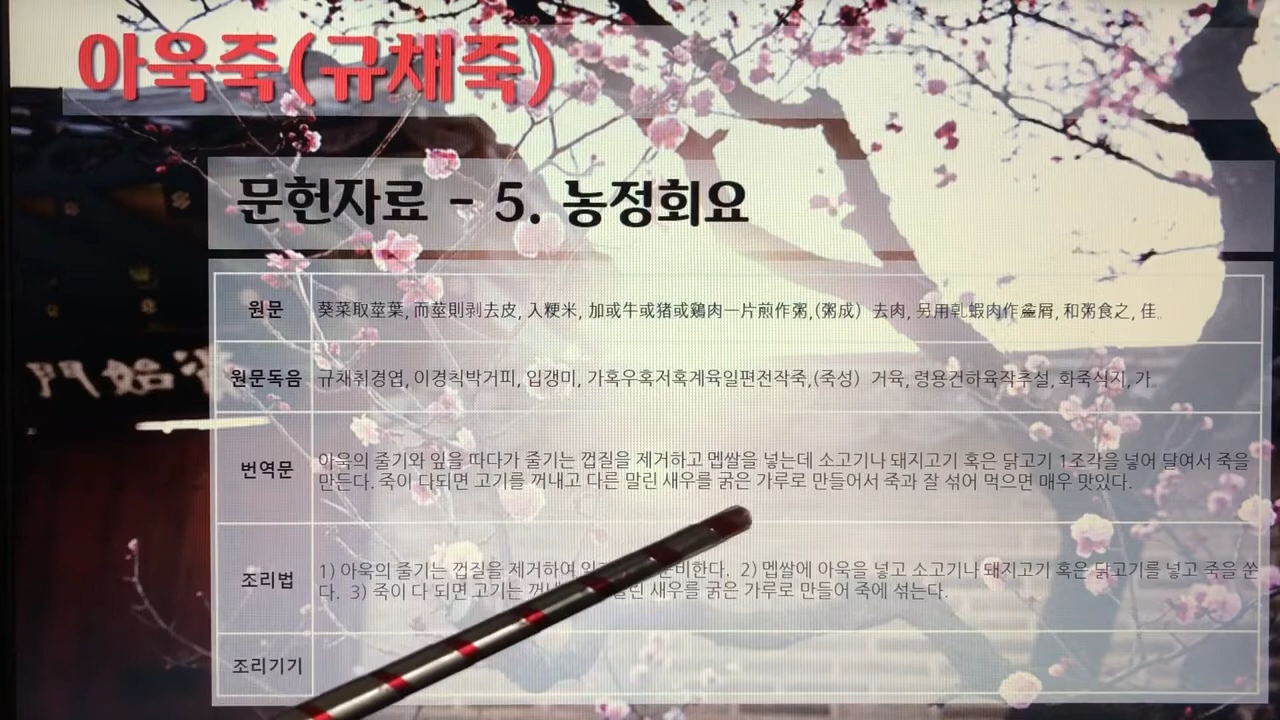 아욱죽(규채죽)
문헌자료 - 5. 농정회요
원문
葵菜取莖葉, 而莖則剥去皮, 入粳米, 加或牛或猪或鷄肉一片煎作粥,(粥成) 去肉, 另用乹蝦肉作麁屑, 和粥食之, 佳.
원문독음
규채취경엽, 이경칙박거피, 입갱미, 가혹우혹저혹계육일편전작죽,(죽성) 거육, 령용건하육작추설, 화죽식지, 가.
번역문
아욱의 줄기와 잎을 따다가 줄기는 껍질을 제거하고 멥쌀을 넣는데 소고기나 돼지고기 혹은 닭고기 1조각을 넣어 달여서 죽을
만든다. 죽이 다되면 고기를 꺼내고 다른 말린 새우를 굵은 가루로 만들어서 죽과 잘 섞어 먹으면 매우 맛있다.
조리법
1) 아욱의 줄기는 껍질을 제거하여 준비한다. 2) 멥쌀에 아욱을 넣고 소고기나 돼지고기 혹은 닭고기를 넣고 죽을 쑨
다. 3) 죽이 다 되면 고기는 새우를 굵은 가루로 만들어 죽에 섞는다.
조리기기